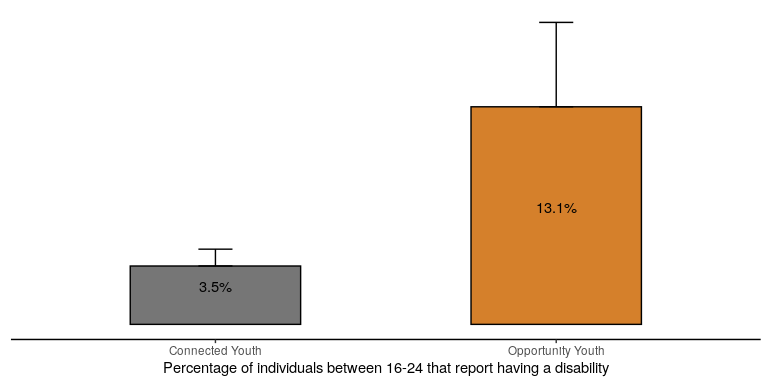 13.1%
3.5%
Connected Youth
Opportunity Youth
Percentage of individuals between 16-24 that report having a disability